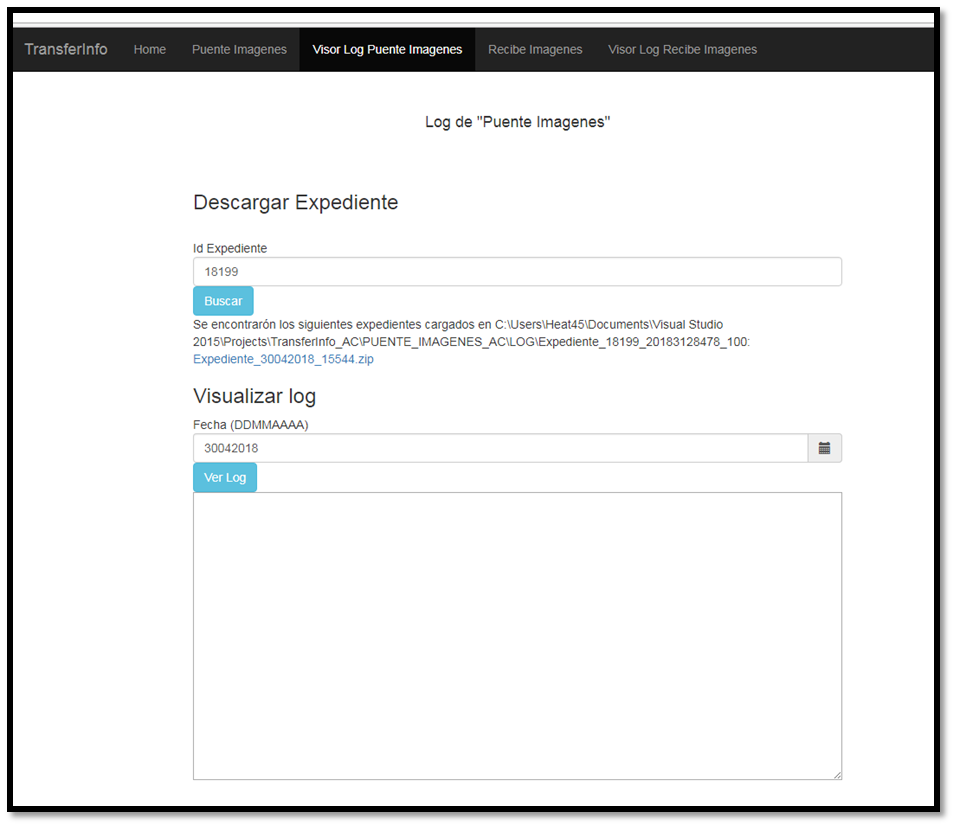 TransferInfo Home Puente Imagenes Visor Log Puente Imagenes Recibe Imagenes Visor Log Recibe Imagenes
Log de "Puente Imagenes"
Descargar Expediente
Id Expediente
18199
Buscar
Se encontrarón los siguientes expedientes cargados en C:\Users\Heat45\Documents\Visual Studio
2015\Projects\TransferInfo_AC\PUENTE_IMAGENES_AC\LOG\Expediente_18199_20183128478_100:
Expediente_30042018_15544.zip
Visualizar log
Fecha (DDMMAAAA)
30042018
Ver Log